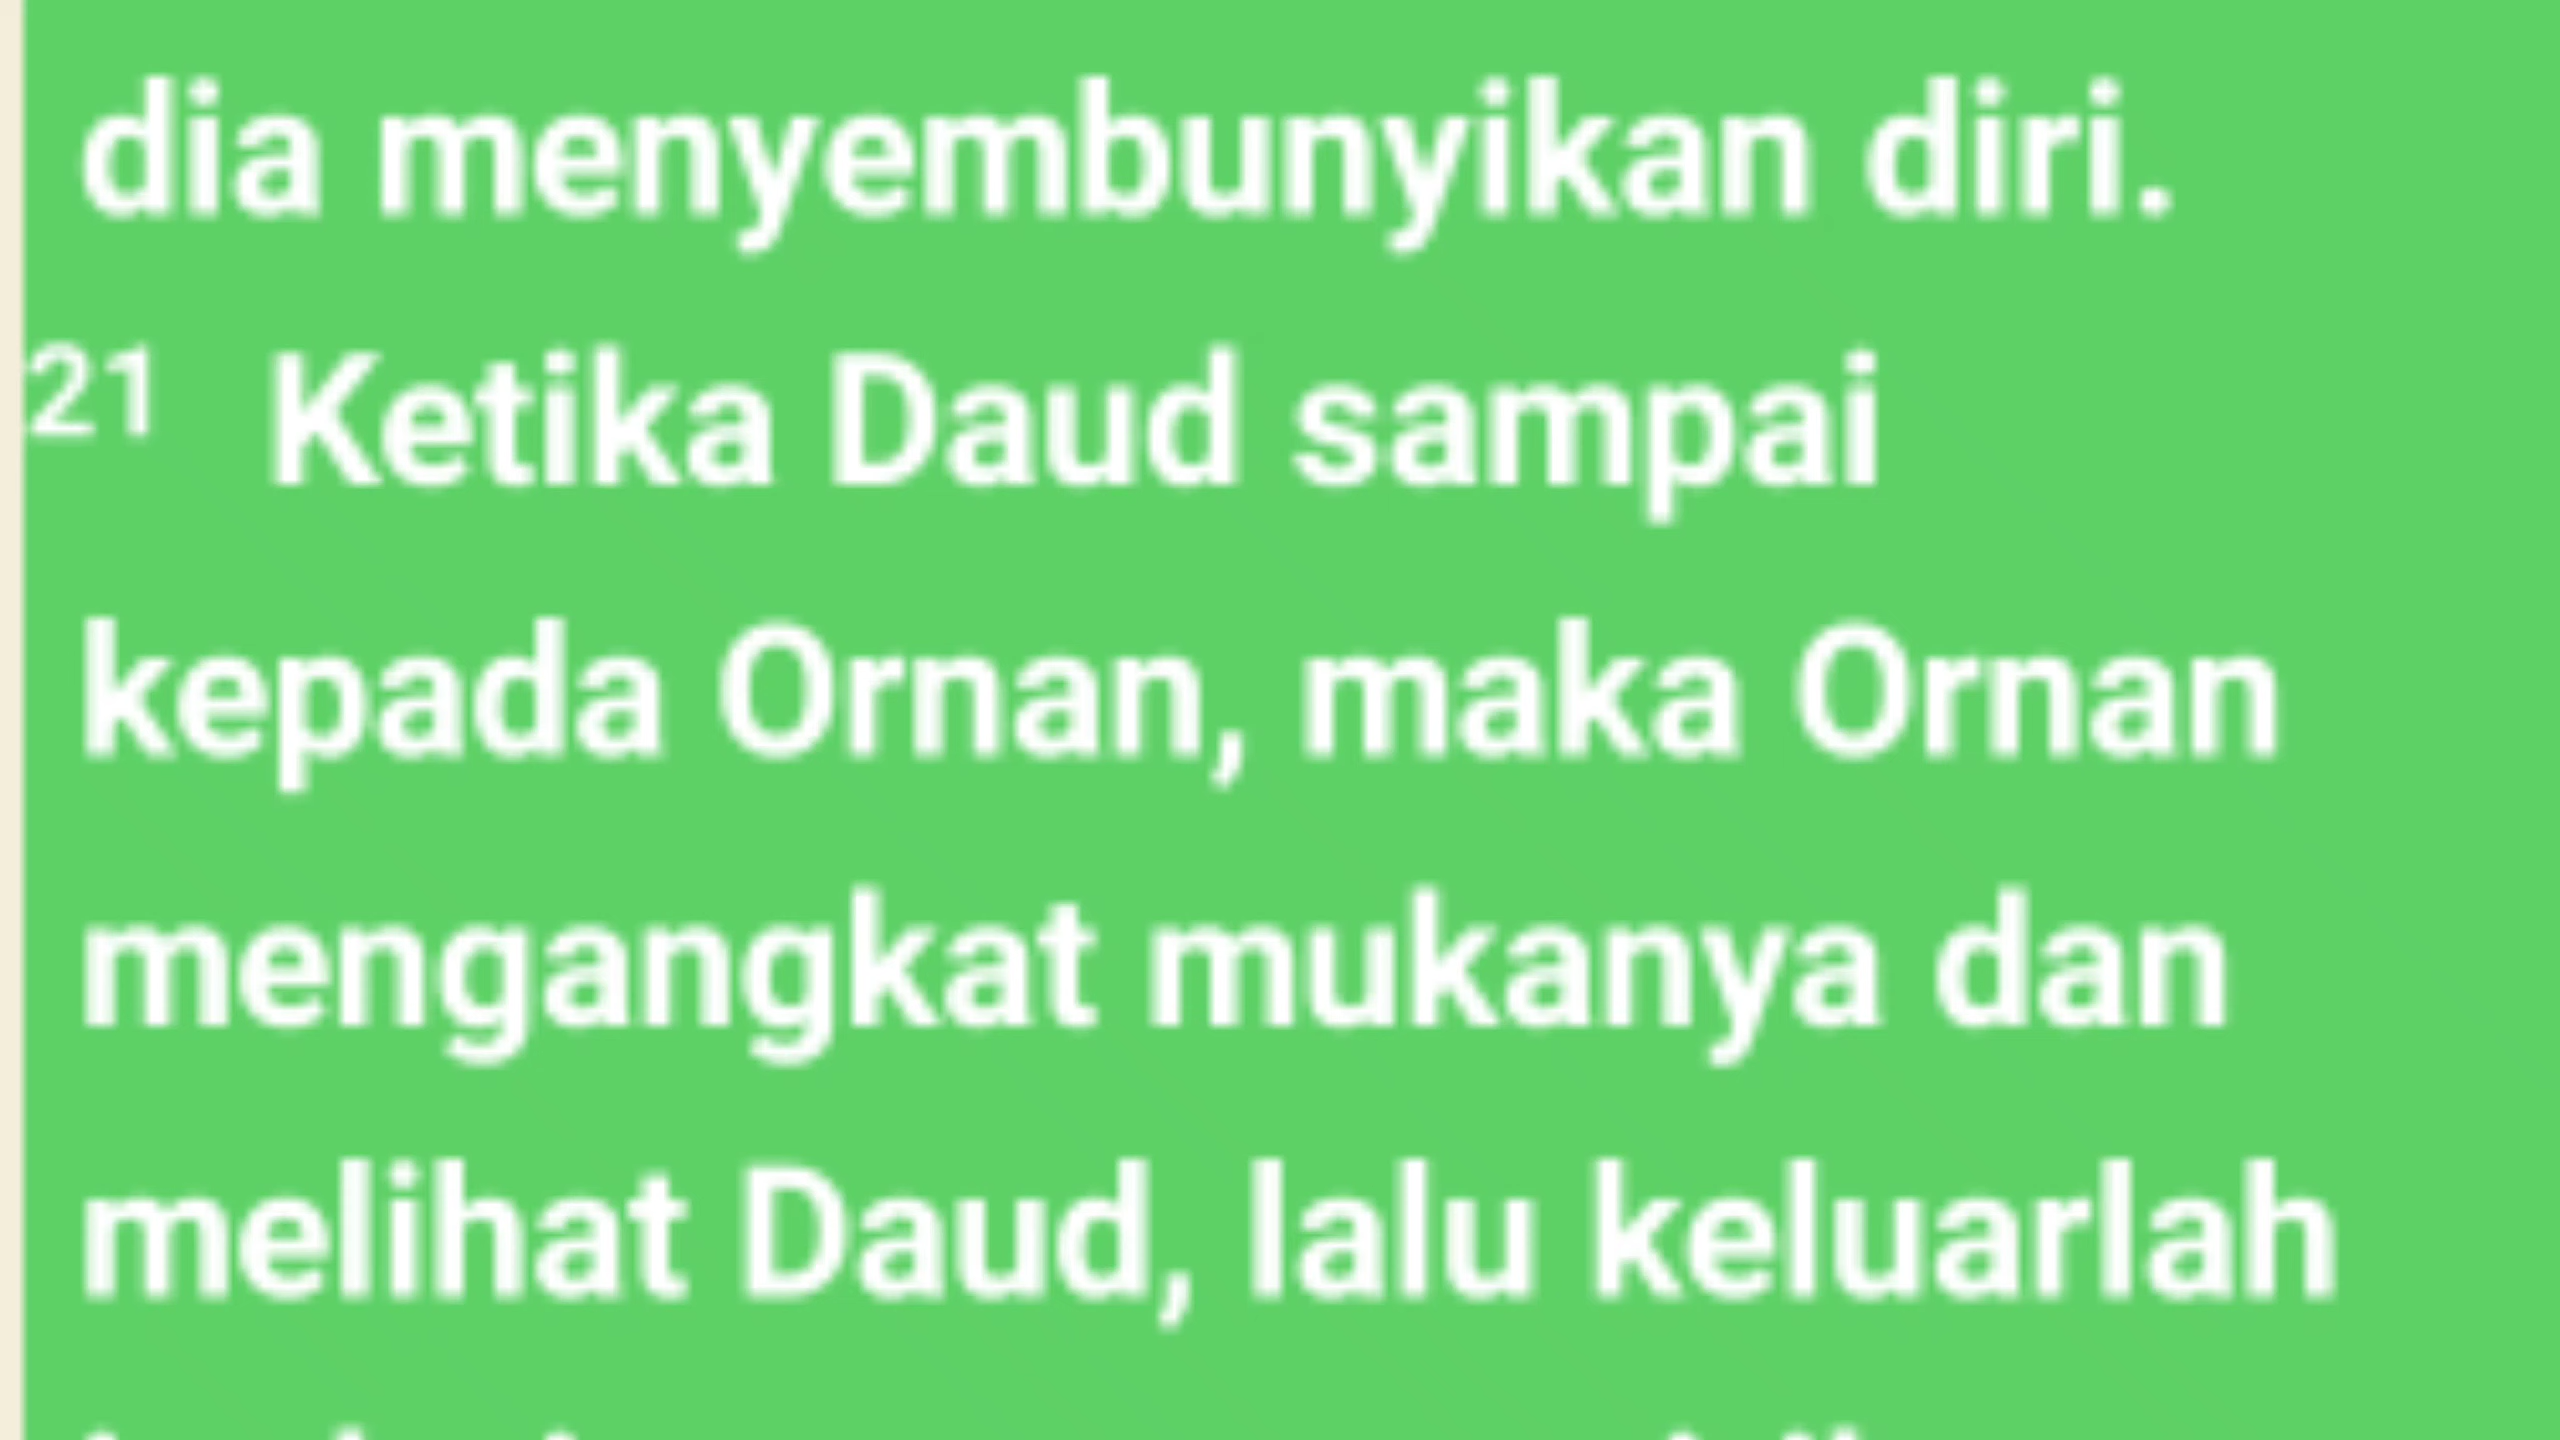 dia menyembunyikan diri.
21 Ketika Daud sampai
kepada Ornan, maka Ornan
mengangkat mukanya dan
melihat Daud, lalu keluarlah